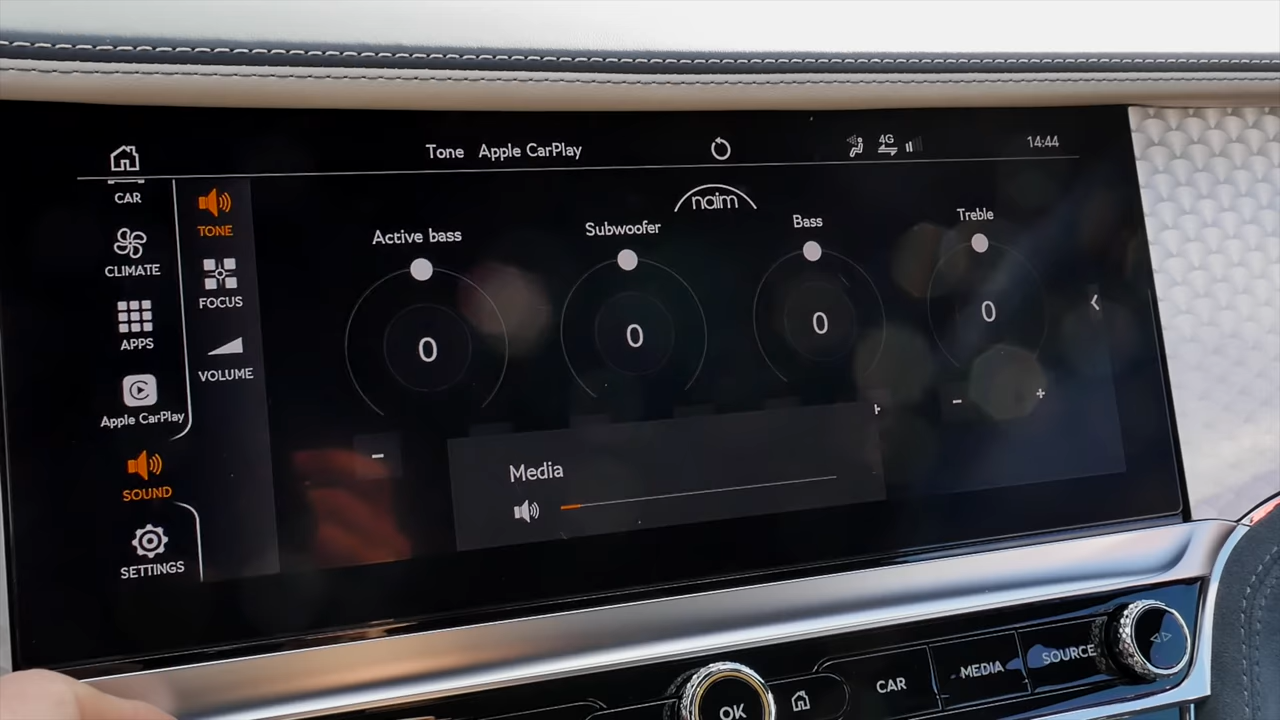 Tone Apple CarPlay
4G
14:44
CAR
CLIMATE
APPS
Apple CarPlay
SOUND
SETTINGS
TONE
FOCUS
VOLUME
naim
Active bass
0
-
Subwoofer
0
Bass
0
+
Treble
0
- +
Media
OK
CAR
MEDIA
SOURCE